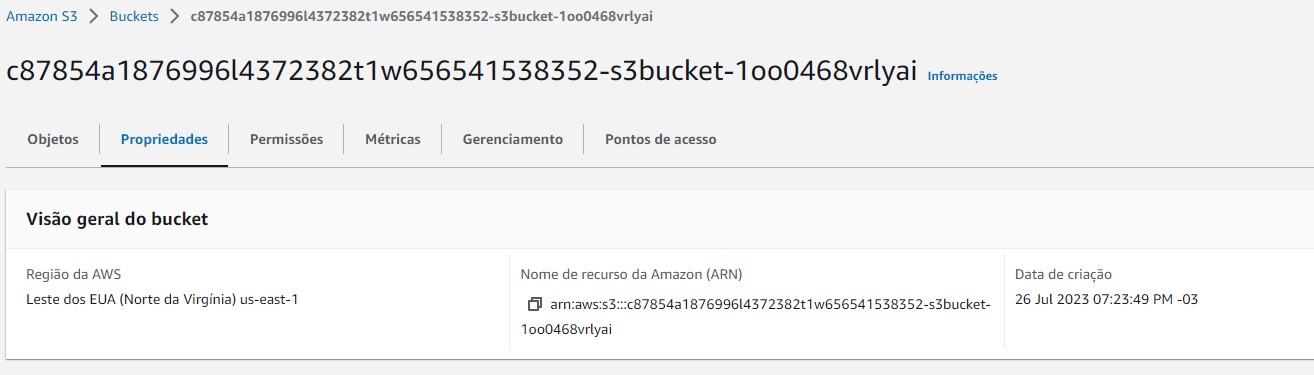 Amazon S3 > Buckets > c87854a1876996l4372382t1w656541538352-s3bucket-1oo0468vrlyai
c87854a1876996l4372382t1w656541538352-s3bucket-1oo0468vrlyai Informações
Objetos Propriedades Permissões Métricas Gerenciamento Pontos de acesso
Visão geral do bucket
Região da AWS
Leste dos EUA (Norte da Virgínia) us-east-1
Nome de recurso da Amazon (ARN)
arn:aws:s3:::c87854a1876996l4372382t1w656541538352-s3bucket-
1oo0468vrlyai
Data de criação
26 Jul 2023 07:23:49 PM -03